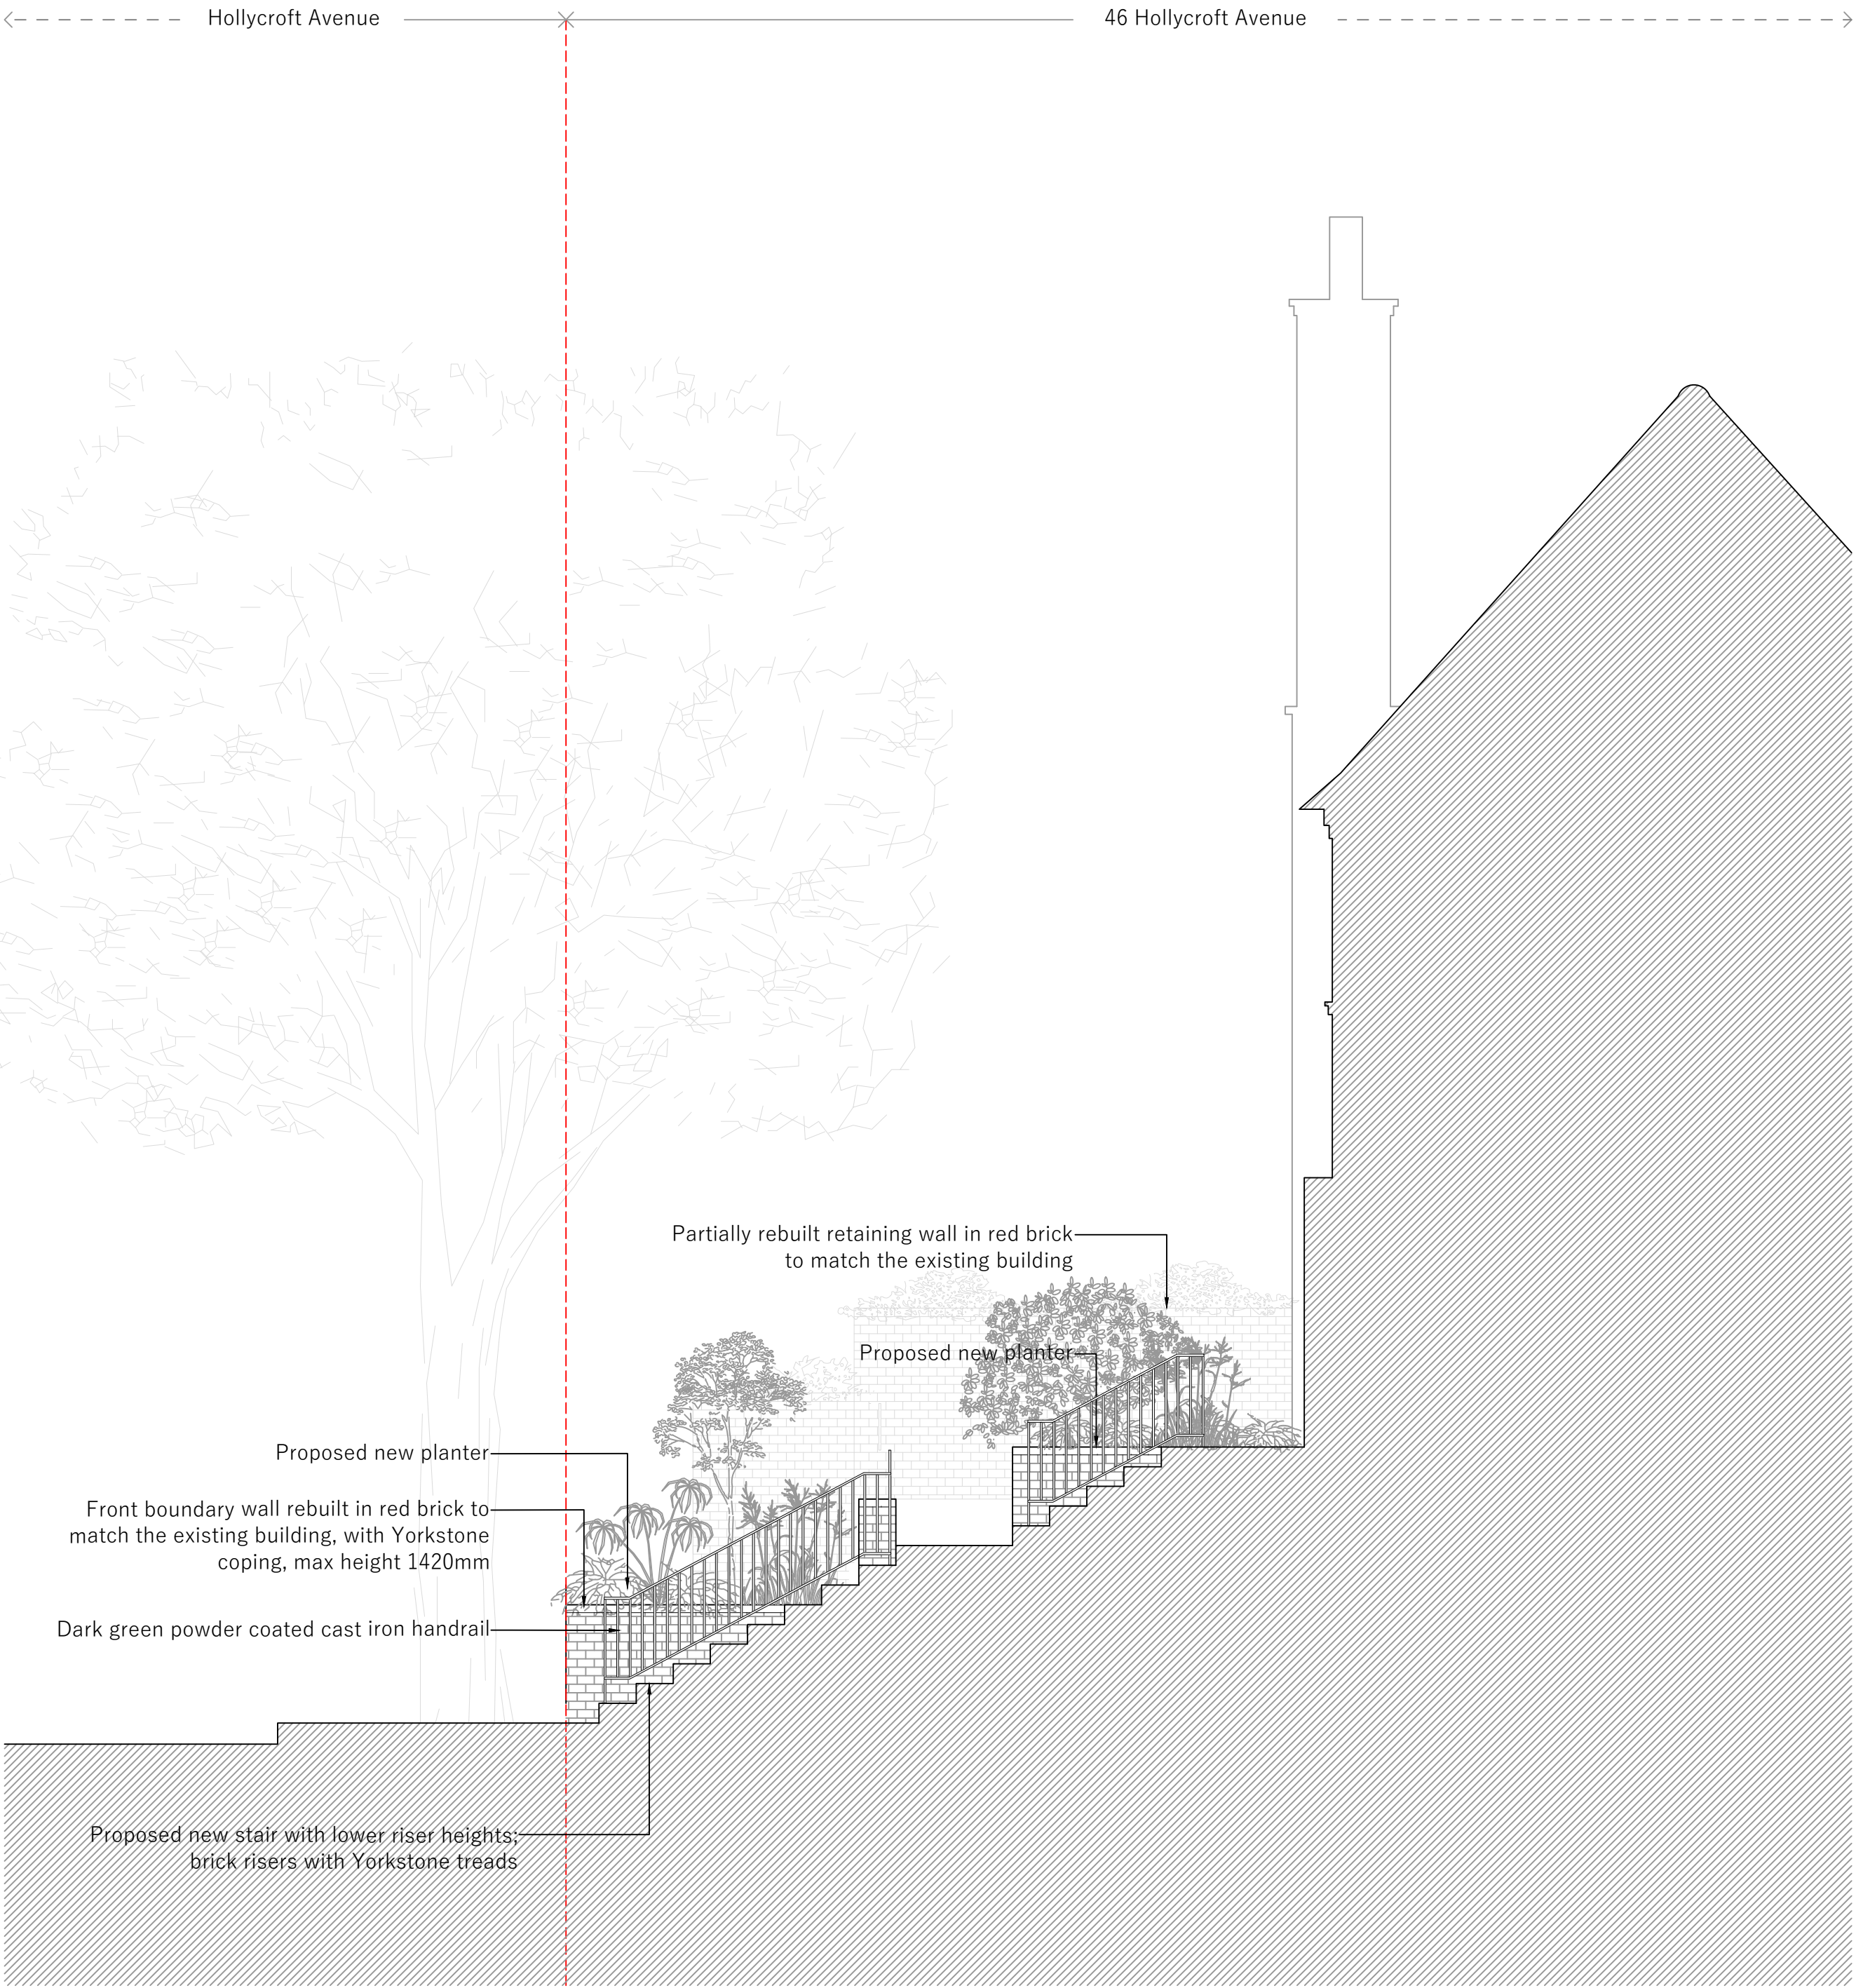 Hollycroft Avenue
46 Hollycroft Avenue
Partially rebuilt retaining wall in red brick
to match the existing building
Proposed new planter
Proposed new planter
Front boundary wall rebuilt in red brick to
match the existing building, with Yorkstone
coping, max height 1420mm
Dark green powder coated cast iron handrail
Proposed new stair with lower riser heights;
brick risers with Yorkstone treads